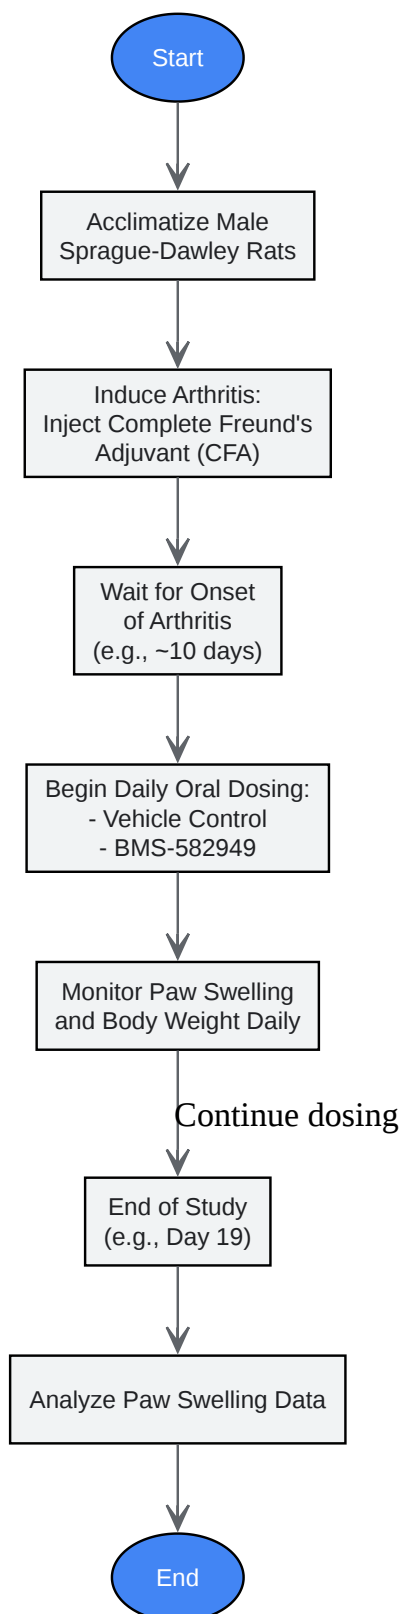 Start
Acclimatize Male
Sprague-Dawley Rats
Induce Arthritis:
Inject Complete Freund's
Adjuvant (CFA)
Wait for Onset
of Arthritis
(e.g., ~10 days)
Begin Daily Oral Dosing:
- Vehicle Control
- BMS-582949
Monitor Paw Swelling
and Body Weight Daily
Continue dosing
End of Study
(e.g., Day 19)
Analyze Paw Swelling Data
End